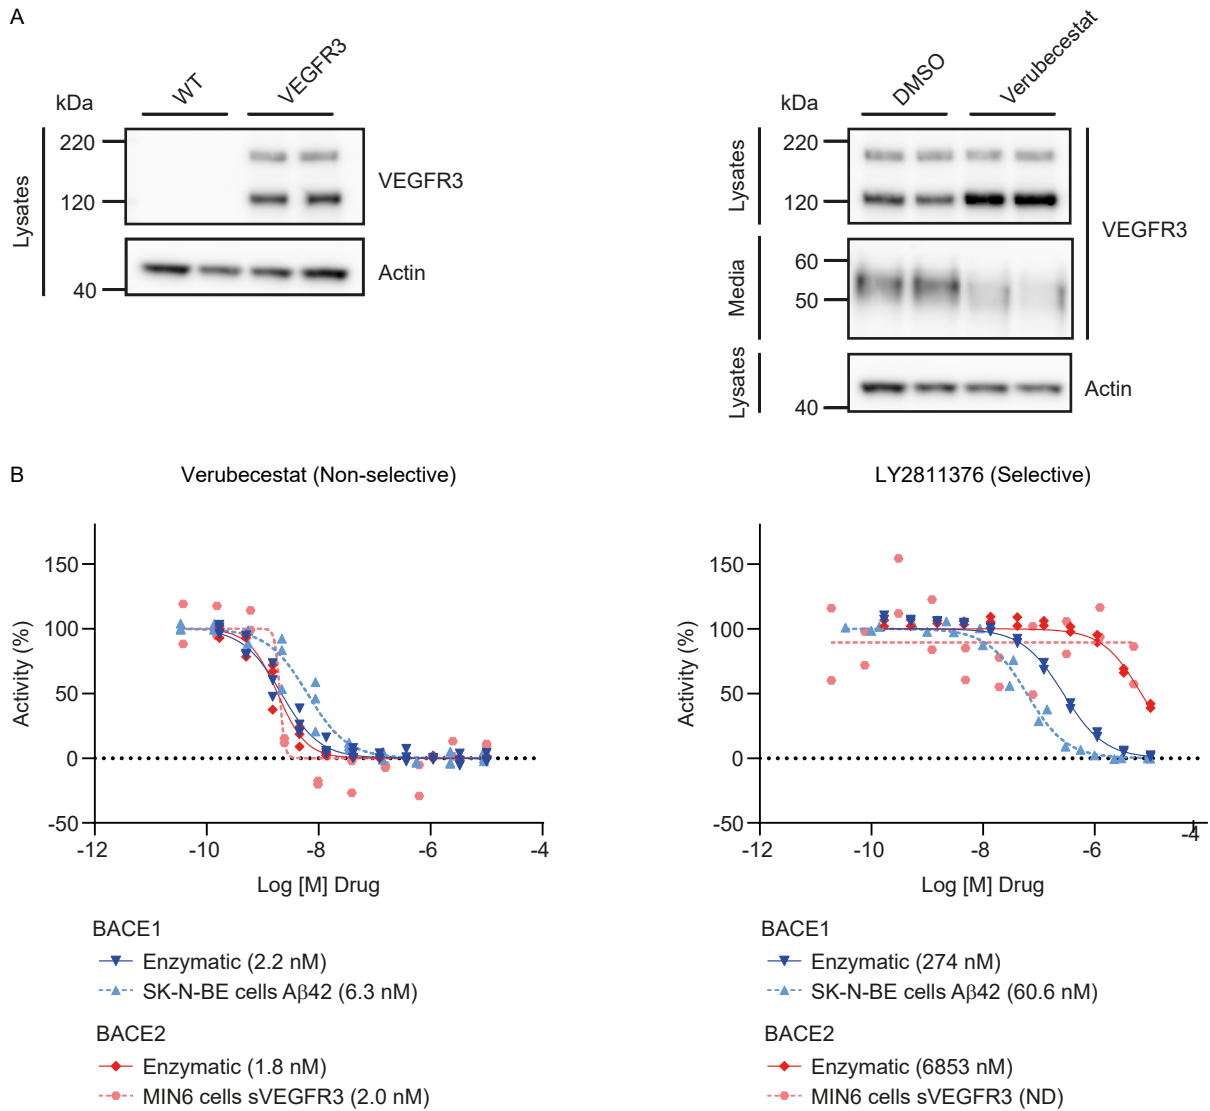 A
WT
VEGFR3
kDa
220
120
40
Lysates
VEGFR3
Actin
DMSO
Verubecestat
kDa
220
120
60
50
40
Lysates
Media
Lysates
VEGFR3
Actin
B
Verubecestat (Non-selective)
150
100
50
0
-50
Activity (%)
-12
-10
-8
-6
-4
Log [M] Drug
BACE1
Enzymatic (2.2 nM)
SK-N-BE cells Aβ42 (6.3 nM)
BACE2
Enzymatic (1.8 nM)
MIN6 cells sVEGFR3 (2.0 nM)
LY2811376 (Selective)
150
100
50
0
-50
Activity (%)
-12
-10
-8
-6
-4
Log [M] Drug
BACE1
Enzymatic (274 nM)
SK-N-BE cells Aβ42 (60.6 nM)
BACE2
Enzymatic (6853 nM)
MIN6 cells sVEGFR3 (ND)